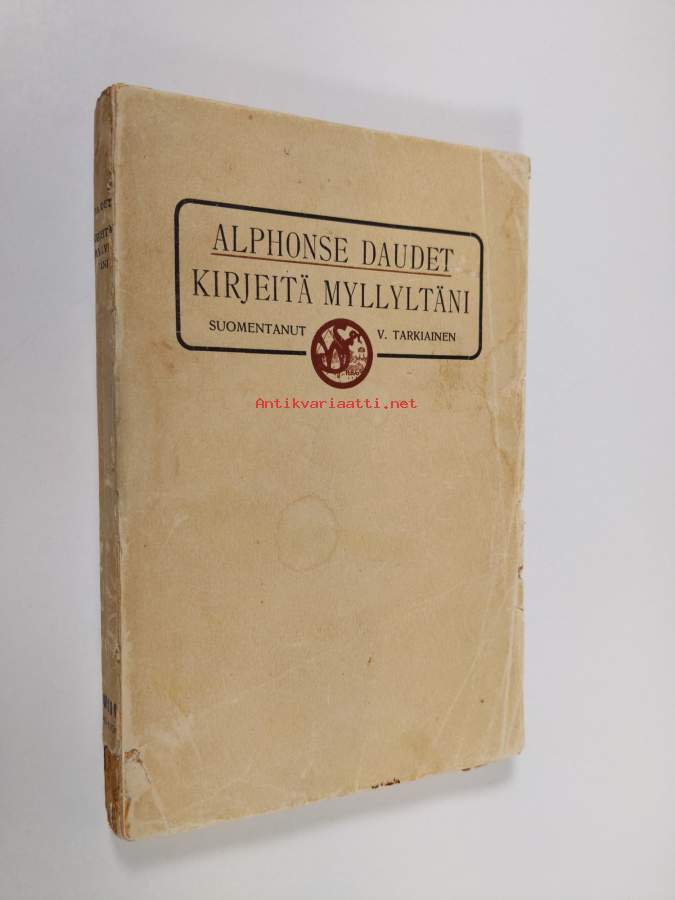 ALPHONSE DAUDET
KIRJEITÄ MYLLYLTÄNI
SUOMENTANUT V. TARKIAINEN
Antikvariaatti.net